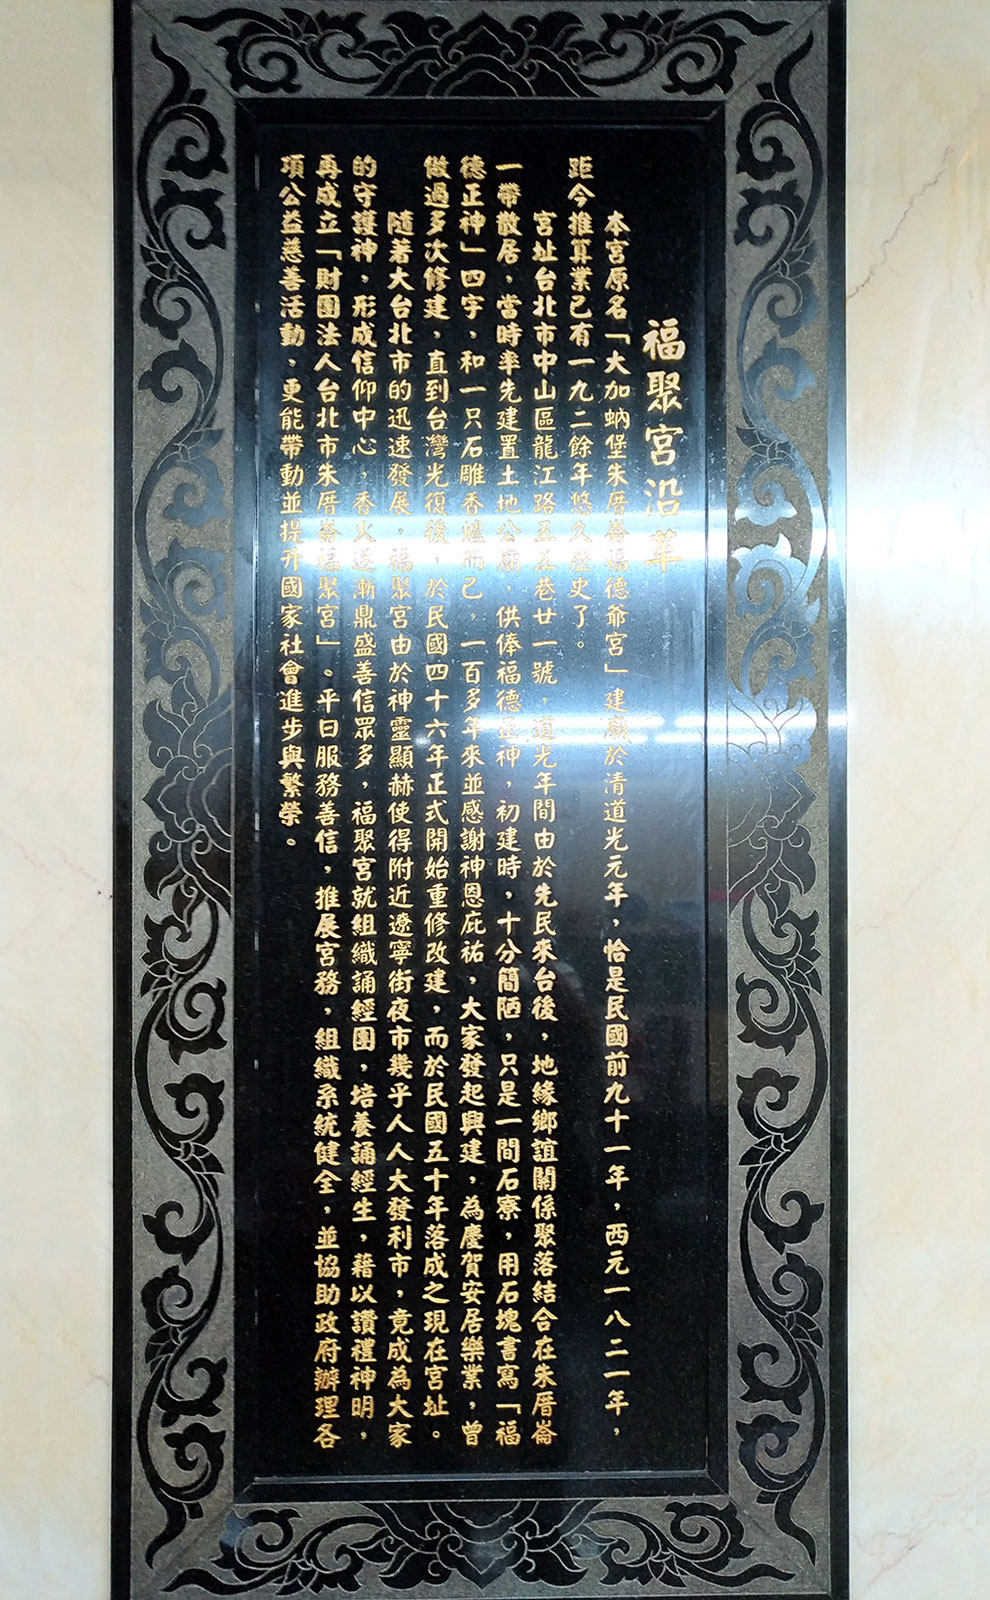 福聚宮沿革
本宮原名「大加蚋堡朱厝崙福德爺宮」建廟於清道光元年，恰是民國前九十一年，西元一八二一年，
距今推算業已有一九二餘年悠久歷史了。
宮址台北市中山區龍江路五五巷廿一號，道光年間由於先民來台後，地緣鄉誼關係聚落結合在朱厝崙
一帶散居，當時率先建置土地公廟，供俸福德正神，初建時，十分簡陋，只是一間石寮，用石塊書寫「福
德正神」四字，和一只石雕香爐而已，一百多年來並感謝神恩庇祐，大家發起興建，為慶賀安居樂業，曾
做過多次修建，直到台灣光復後，於民國四十六年正式開始重修改建，而於民國五十年落成之現在宮址。
隨著大台北市的迅速發展，福聚宮由於神靈顯赫使得附近遼寧街夜市幾乎人人大發利市，竟成為大家
的守護神，形成信仰中心，香火逐漸鼎盛善信眾多，福聚宮就組織誦經團，培養誦經生，藉以讚禮神明，
再成立「財團法人台北市朱厝崙福聚宮」。平日服務善信，推展宮務，組織系統健全，並協助政府辦理各
項公益慈善活動，更能帶動並提升國家社會進步與繁榮。